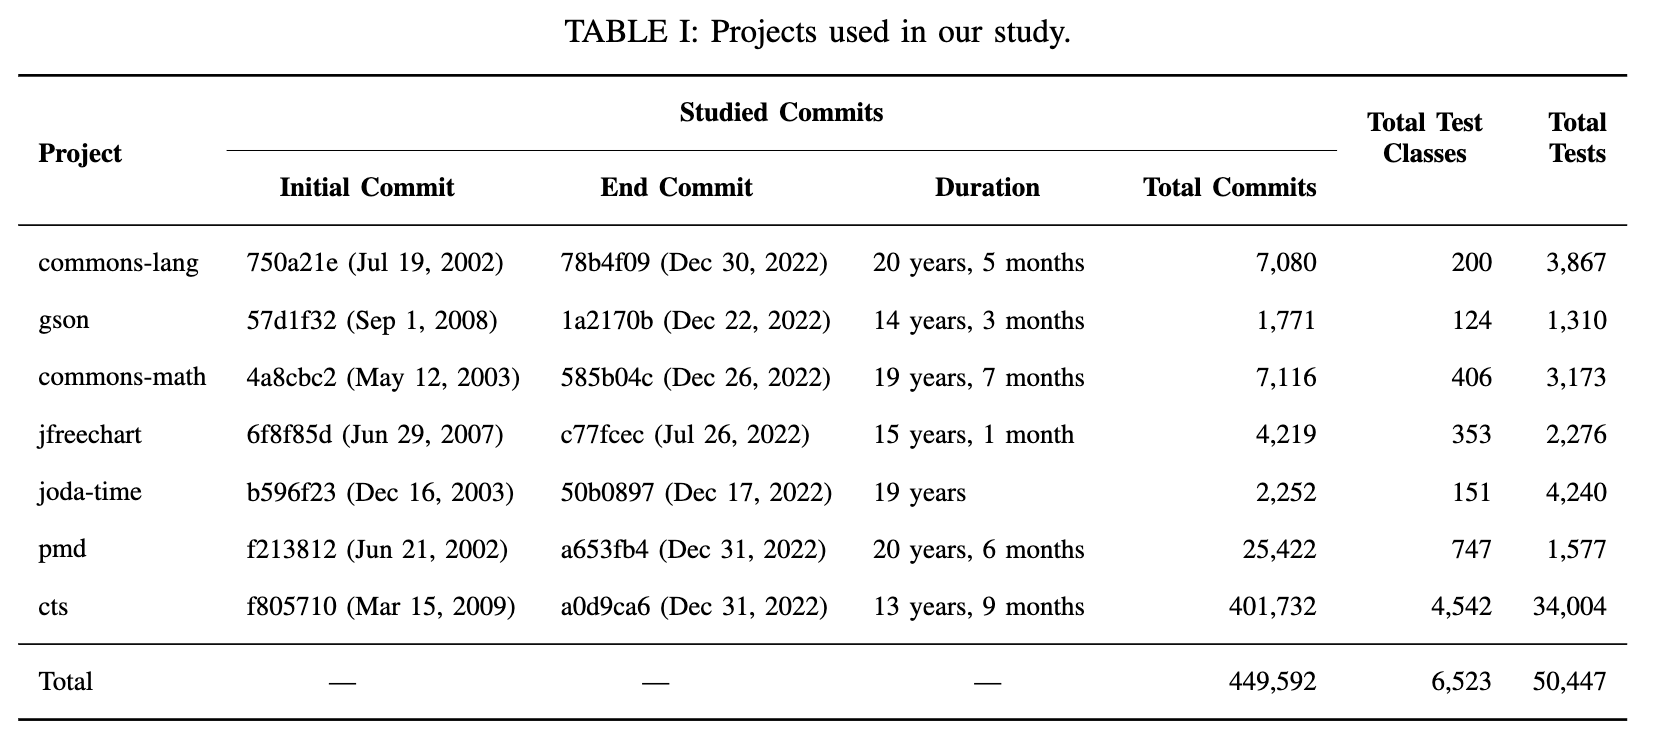 TABLE I: Projects used in our study.
Project Studied Commits Total Test Classes Total Tests
Initial Commit End Commit Duration Total Commits
commons-lang 750a21e (Jul 19, 2002) 78b4f09 (Dec 30, 2022) 20 years, 5 months 7,080 200 3,867
gson 57d1f32 (Sep 1, 2008) 1a2170b (Dec 22, 2022) 14 years, 3 months 1,771 124 1,310
commons-math 4a8cbc2 (May 12, 2003) 585b04c (Dec 26, 2022) 19 years, 7 months 7,116 406 3,173
jfreechart 6f8f85d (Jun 29, 2007) c77fcec (Jul 26, 2022) 15 years, 1 month 4,219 353 2,276
joda-time b596f23 (Dec 16, 2003) 50b0897 (Dec 17, 2022) 19 years 2,252 151 4,240
pmd f213812 (Jun 21, 2002) a653fb4 (Dec 31, 2022) 20 years, 6 months 25,422 747 1,577
cts f805710 (Mar 15, 2009) a0d9ca6 (Dec 31, 2022) 13 years, 9 months 401,732 4,542 34,004
Total — — — 449,592 6,523 50,447